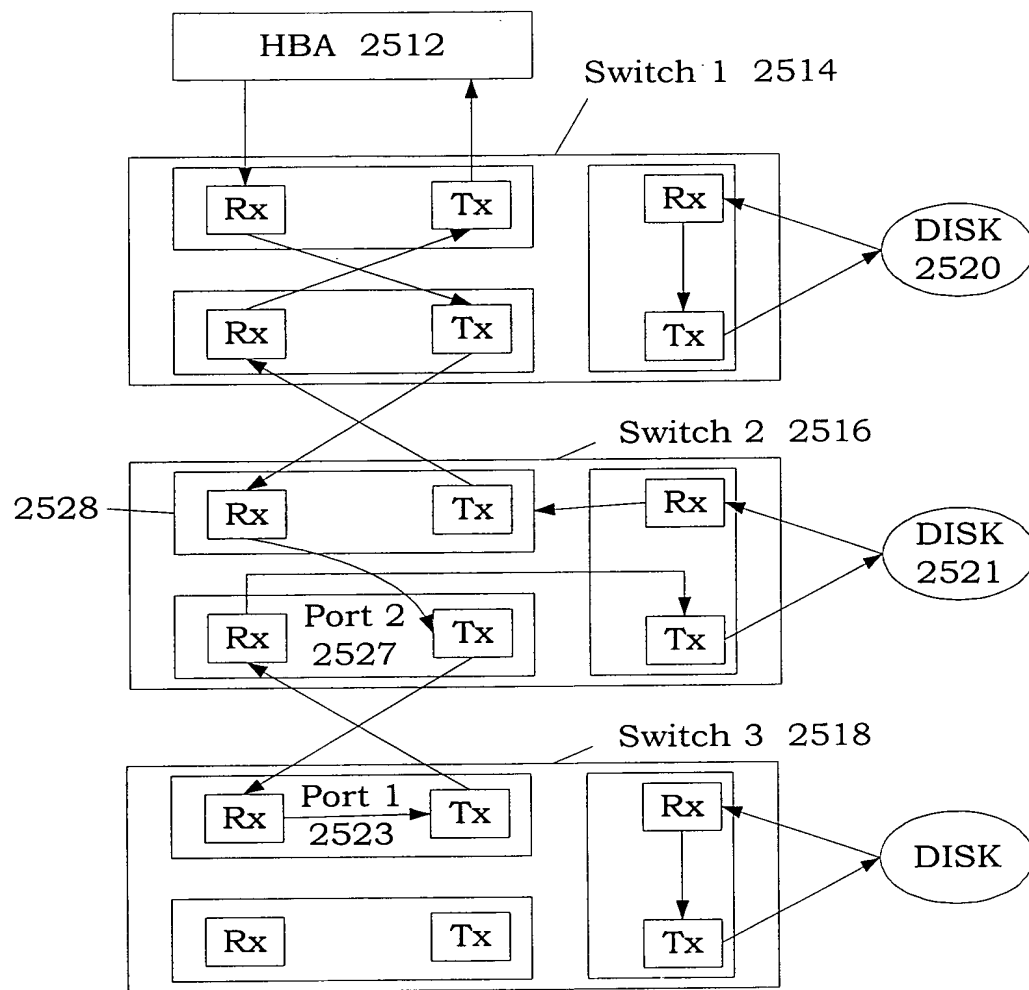 HBA 2512
Switch 1 2514
Rx
Tx
Rx
DISK
2520
Rx
Tx
Tx
Switch 2 2516
2528
Rx
Tx
Rx
DISK
2521
Rx
Port 2
2527
Tx
Tx
Switch 3 2518
Rx
Port 1
2523
Tx
Rx
DISK
Rx
Tx
Tx